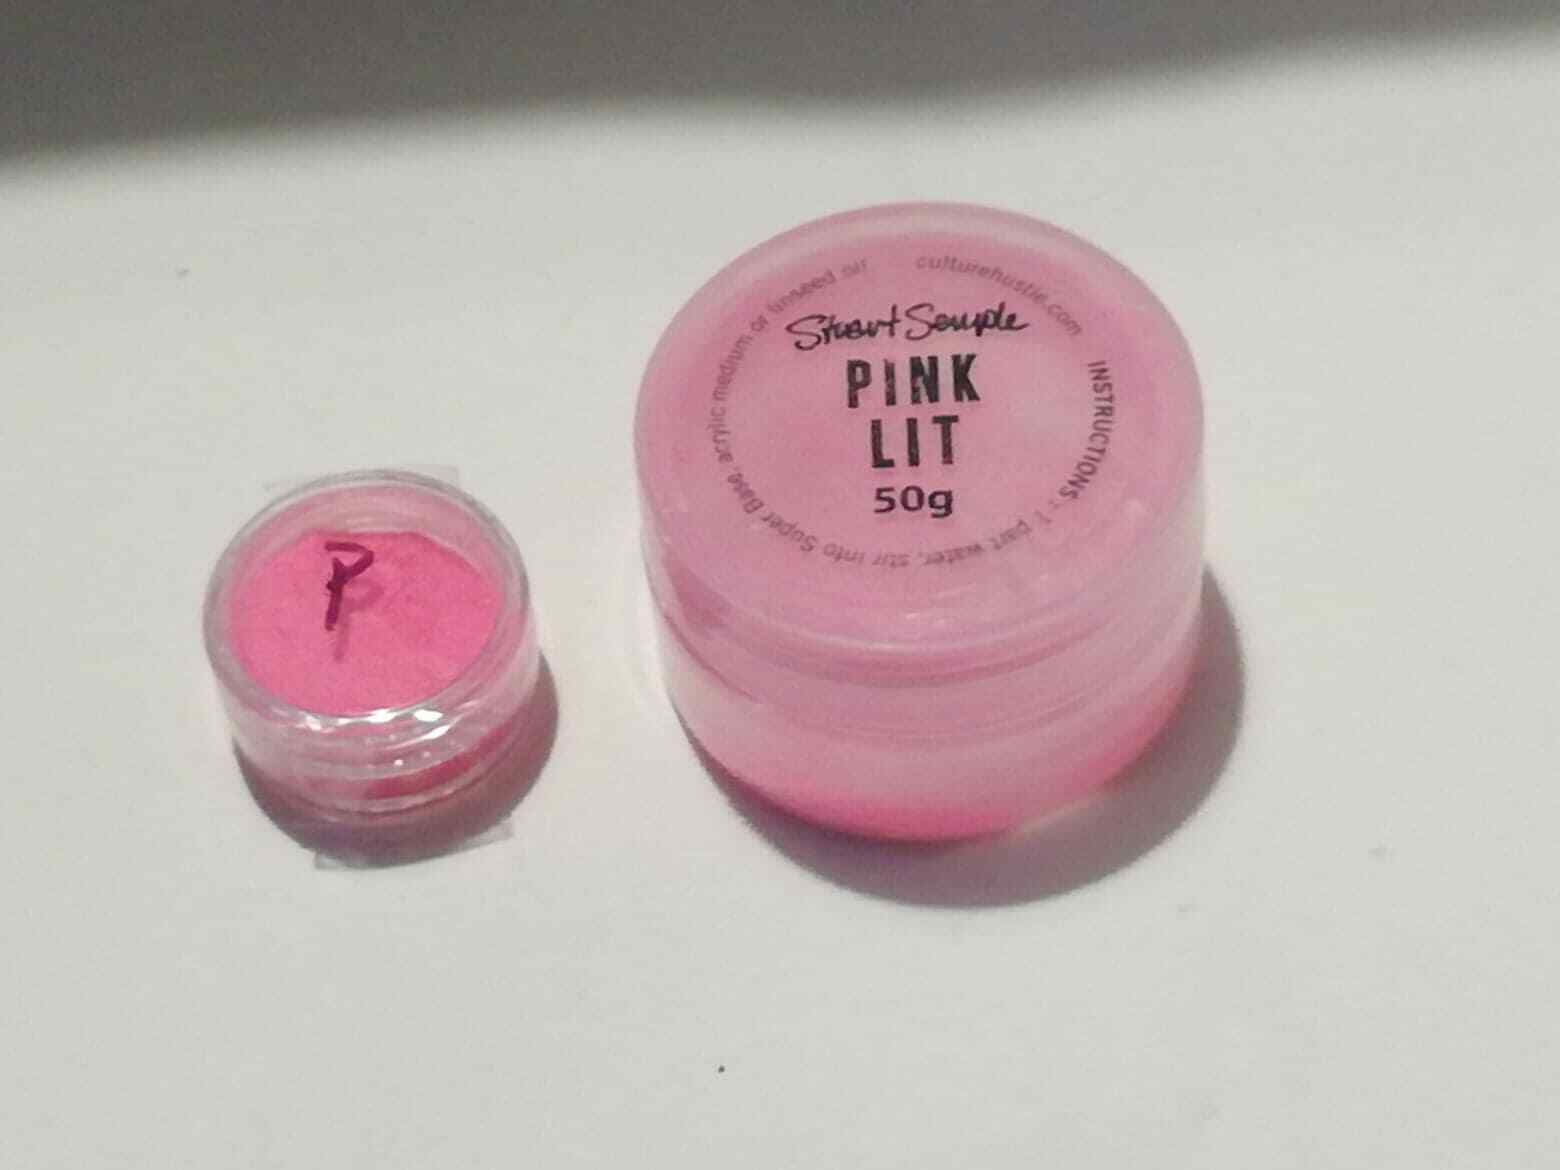 P
Stuart Semple
PINK
LIT
50g
culturehustle.com
INSTRUCTIONS : 1 part water, stir into Super Base, acrylic medium or linseed oil